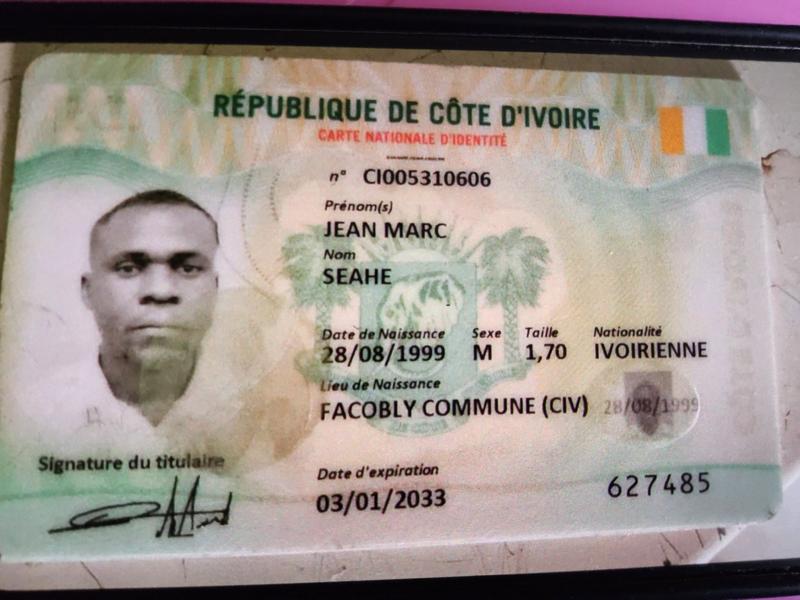 RÉPUBLIQUE DE CÔTE D'IVOIRE
CARTE NATIONALE D'IDENTITÉ
n° CI005310606
Prénom(s)
JEAN MARC
Nom
SEAHE
Date de Naissance Sexe Taille Nationalité
28/08/1999 M 1,70 IVOIRIENNE
Lieu de Naissance
FACOBLY COMMUNE (CIV) 28/08/1999
Signature du titulaire
Date d'expiration
03/01/2033
627485